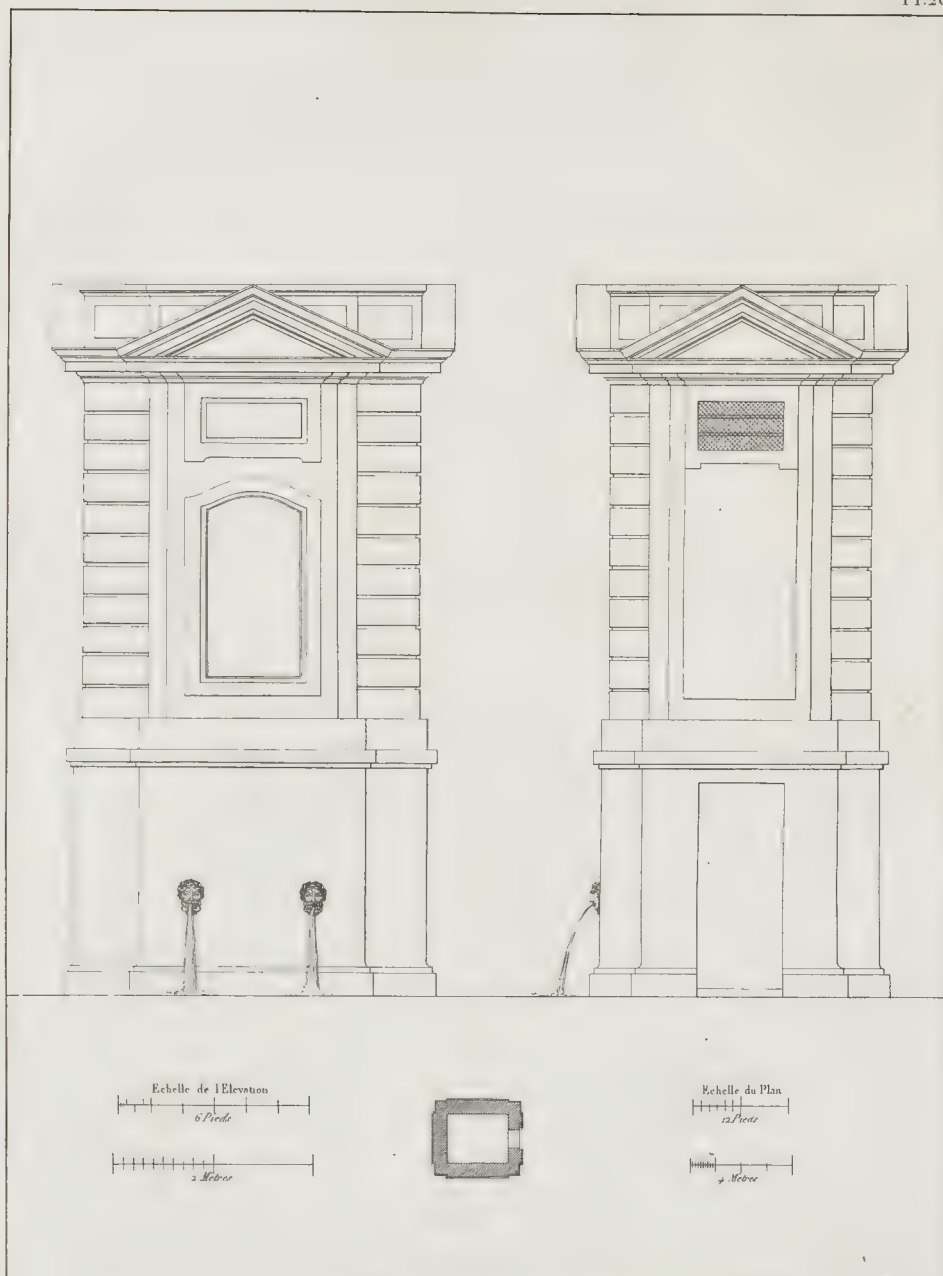 Echelle de l'Elevation
6 Pieds
2 Metres
Echelle du Plan
12 Pieds
4 Metres